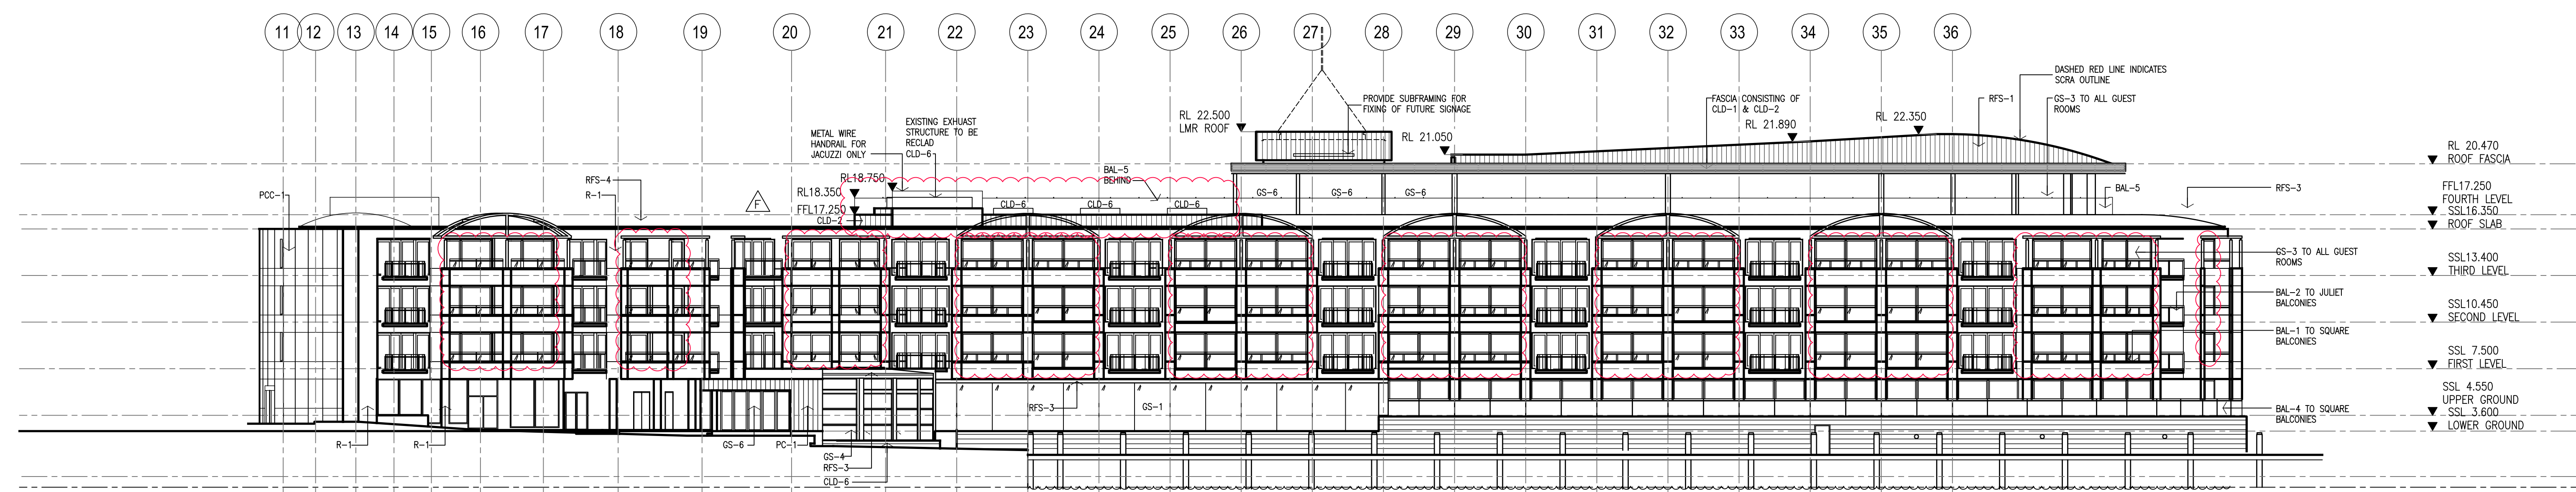 11 12 13 14 15 16 17 18 19 20 21 22 23 24 25 26 27 28 29 30 31 32 33 34 35 36
DASHED RED LINE INDICATES
SCRA OUTLINE
PROVIDE SUBFRAMING FOR
FIXING OF FUTURE SIGNAGE
FASCIA CONSISTING OF
CLD-1 & CLD-2
RFS-1
GS-3 TO ALL GUEST
ROOMS
RL 22.500
LMR ROOF
RL 21.050
RL 21.890
RL 22.350
METAL WIRE
HANDRAIL FOR
JACUZZI ONLY
EXISTING EXHUAST
STRUCTURE TO BE
RECLAD
CLD-6
RL 20.470
ROOF FASCIA
BAL-5
BEHIND
RL18.750
RL18.350
FFL17.250
CLD-2
PCC-1
RFS-4
R-1
F
CLD-6
CLD-6
CLD-6
GS-6
GS-6
GS-6
BAL-5
RFS-3
FFL17.250
FOURTH LEVEL
SSL16.350
ROOF SLAB
GS-3 TO ALL GUEST
ROOMS
SSL13.400
THIRD LEVEL
BAL-2 TO JULIET
BALCONIES
SSL10.450
SECOND LEVEL
BAL-1 TO SQUARE
BALCONIES
SSL 7.500
FIRST LEVEL
SSL 4.550
UPPER GROUND
SSL 3.600
LOWER GROUND
BAL-4 TO SQUARE
BALCONIES
RFS-3
GS-1
R-1
R-1
GS-6
PC-1
GS-4
RFS-3
CLD-6